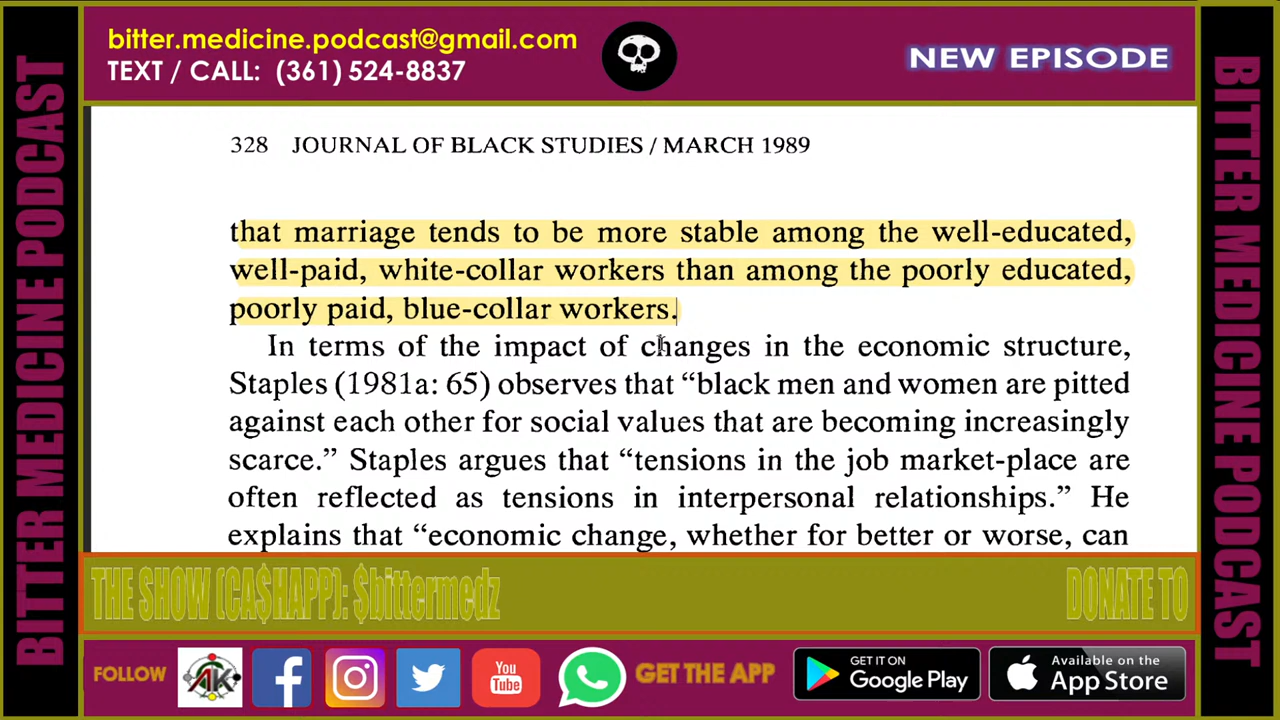 bitter.medicine.podcast@gmail.com
TEXT / CALL: (361) 524-8837
NEW EPISODE
BITTER MEDICINE PODCAST
328 JOURNAL OF BLACK STUDIES / MARCH 1989
that marriage tends to be more stable among the well-educated,
well-paid, white-collar workers than among the poorly educated,
poorly paid, blue-collar workers.
In terms of the impact of changes in the economic structure,
Staples (1981a: 65) observes that “black men and women are pitted
against each other for social values that are becoming increasingly
scarce.” Staples argues that “tensions in the job market-place are
often reflected as tensions in interpersonal relationships.” He
explains that “economic change, whether for better or worse, can
BITTER MEDICINE PODCAST
THE SHOW (CA$HAPP): $bittermedz
DONATE TO
FOLLOW
ATK
You
Tube
GET THE APP
GET IT ON
Google Play
Available on the
App Store